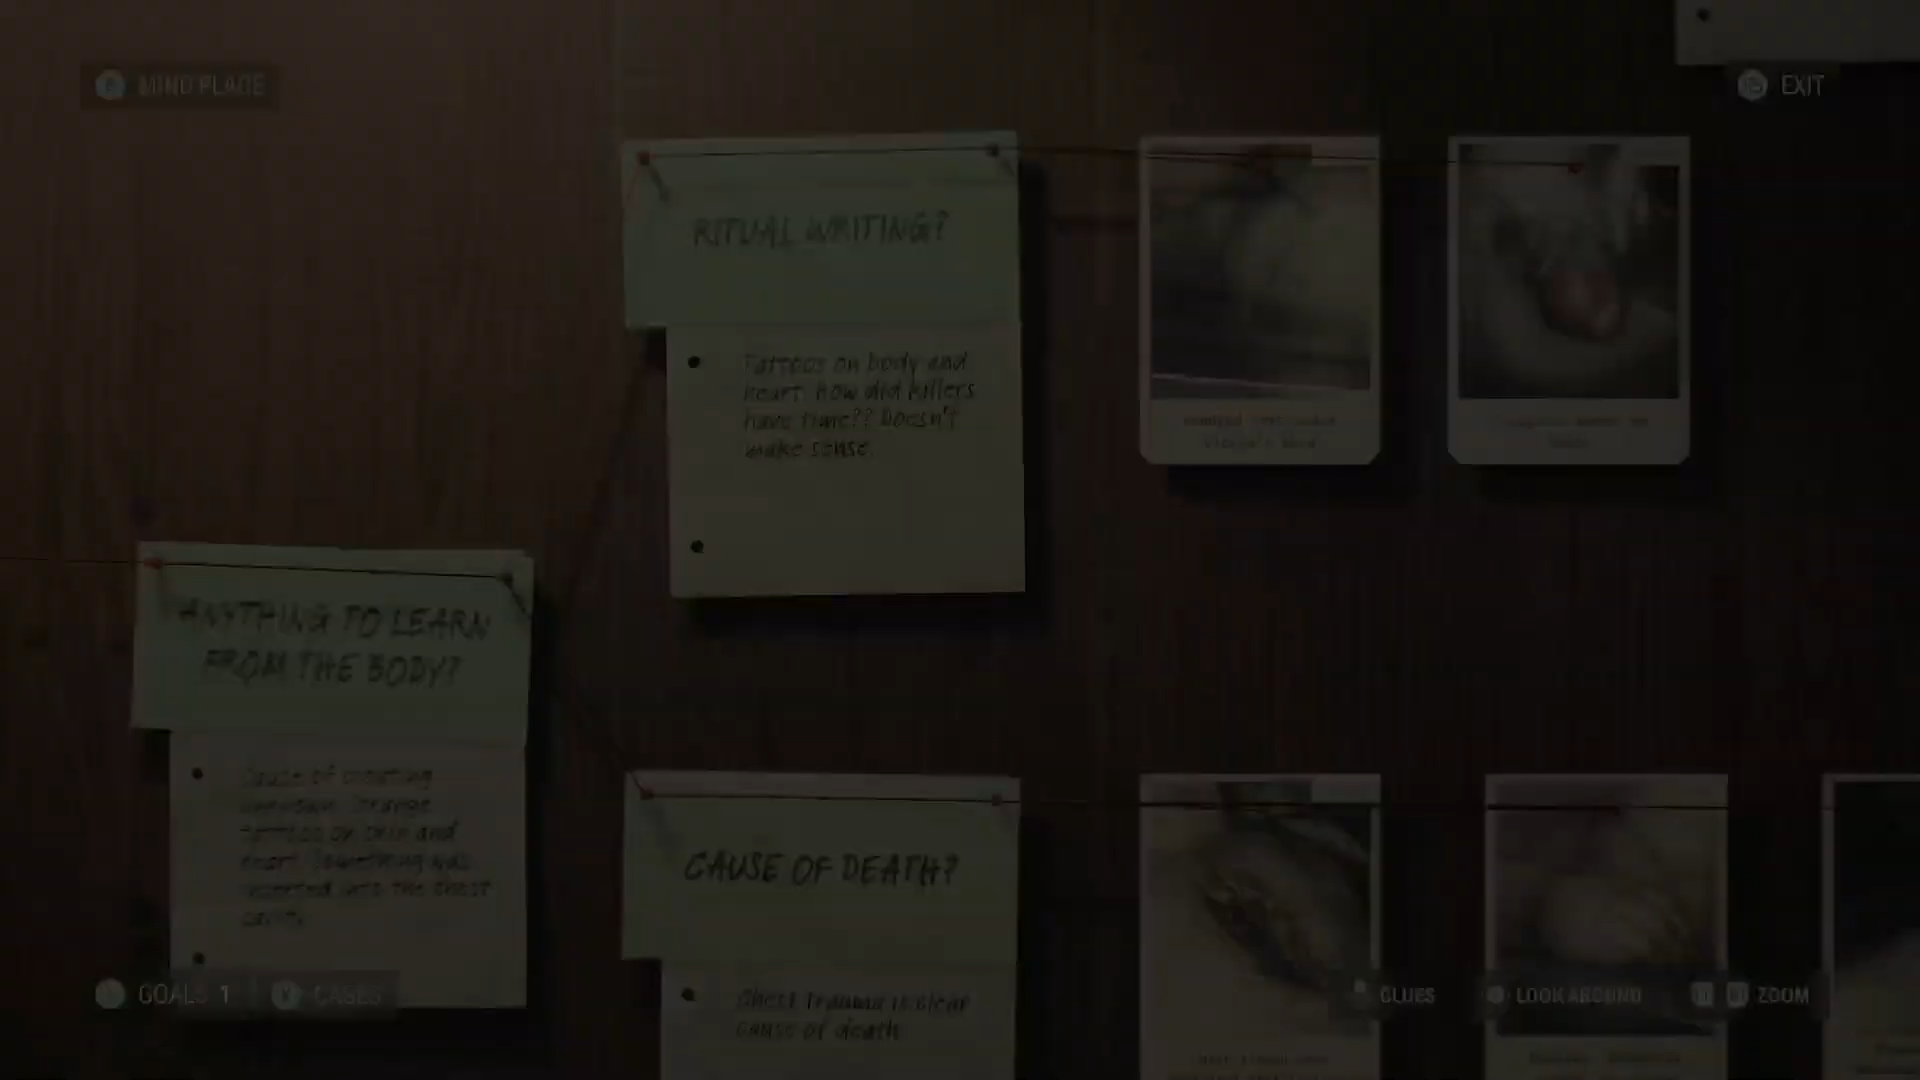 MIND PLACE
EXIT
RITUAL WRITING?
Tattoos on body and
heart: how did killers
have time?? Doesn't
make sense.
ANYTHING TO LEARN
FROM THE BODY?
Cause of
unknown. Strange
tattoos on skin and
heart. Something was
inserted into the chest
cavity.
CAUSE OF DEATH?
Chest trauma is clear
cause of death
GOALS 1
CASES
CLUES
LOOK AROUND
ZOOM